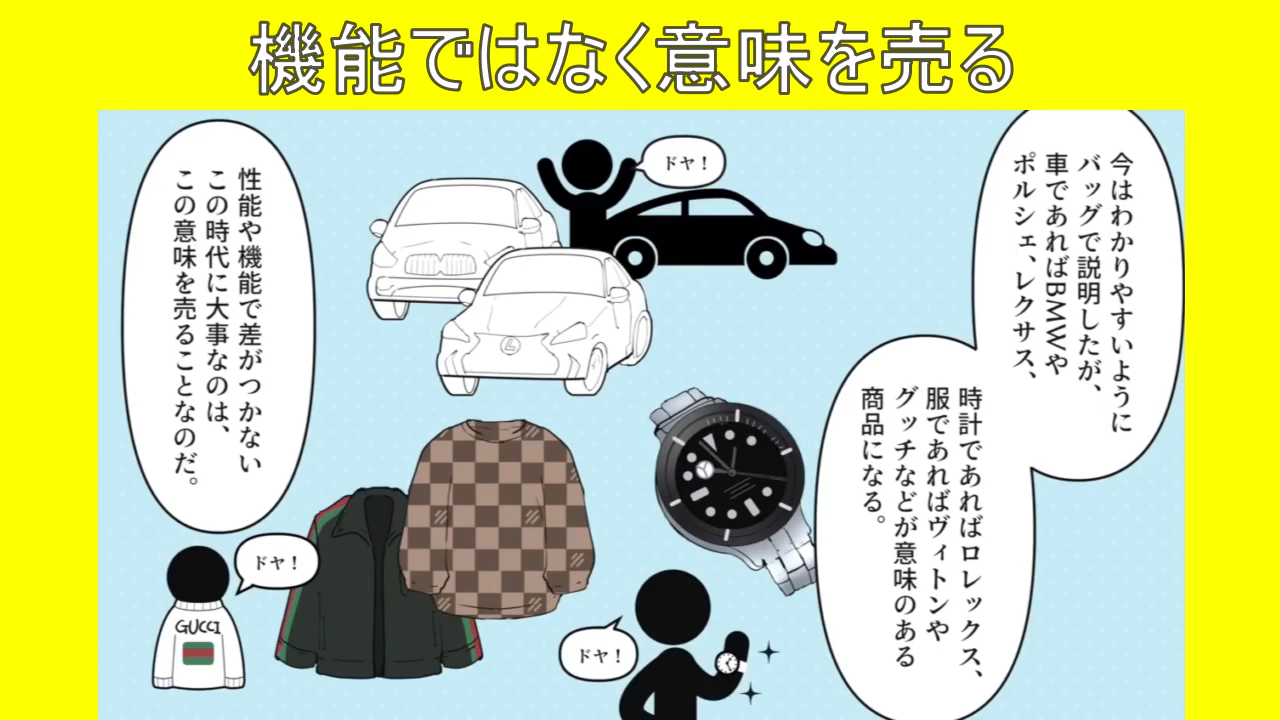 機能ではなく意味を売る
今はわかりやすいように
バッグで説明したが、
車であればBMWや
ポルシェ、レクサス、
時計であればロレックス、
服であればヴィトンや
グッチなどが意味のある
商品になる。
ドヤ！
性能や機能で差がつかない
この時代に大事なのは、
この意味を売ることなのだ。
ドヤ！
GUCCI
ドヤ！